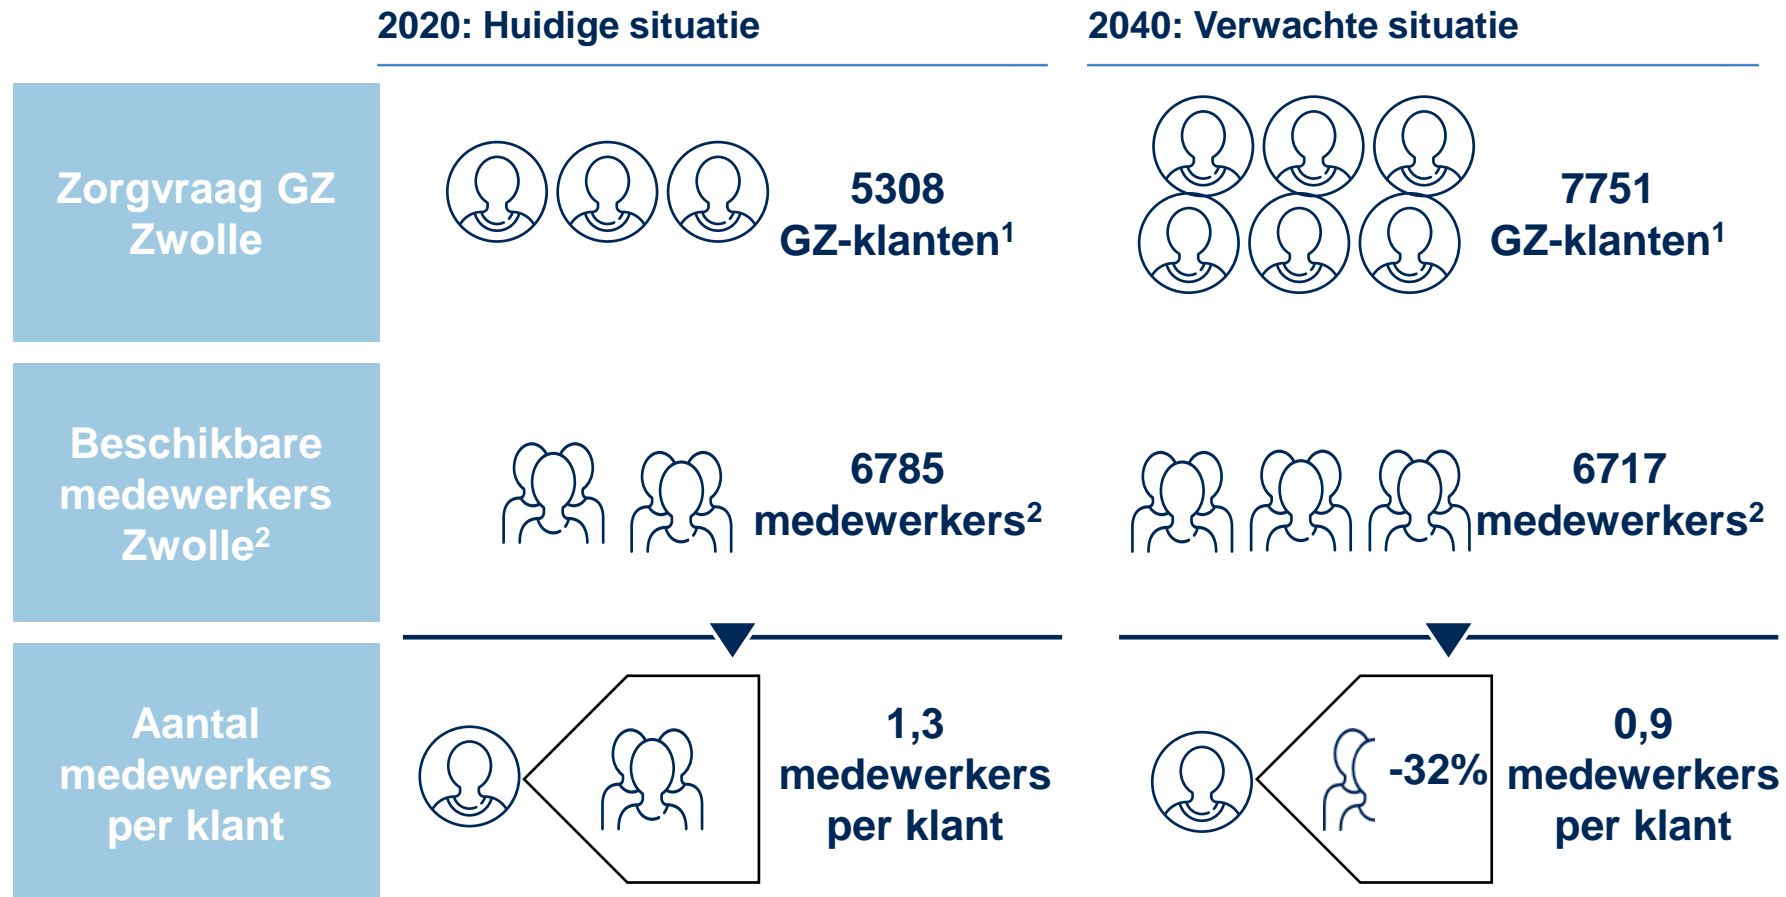 2020: Huidige situatie
2040: Verwachte situatie
Zorgvraag GZ
Zwolle
5308
GZ-klanten¹
7751
GZ-klanten¹
Beschikbare
medewerkers
Zwolle²
6785
medewerkers²
6717
medewerkers²
Aantal
medewerkers
per klant
1,3
medewerkers
per klant
-32%
0,9
medewerkers
per klant